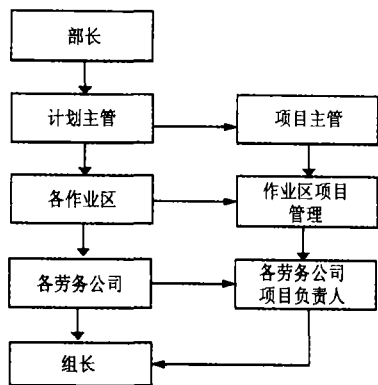 部长
计划主管
项目主管
各作业区
作业区项目
管理
各劳务公司
各劳务公司
项目负责人
组长